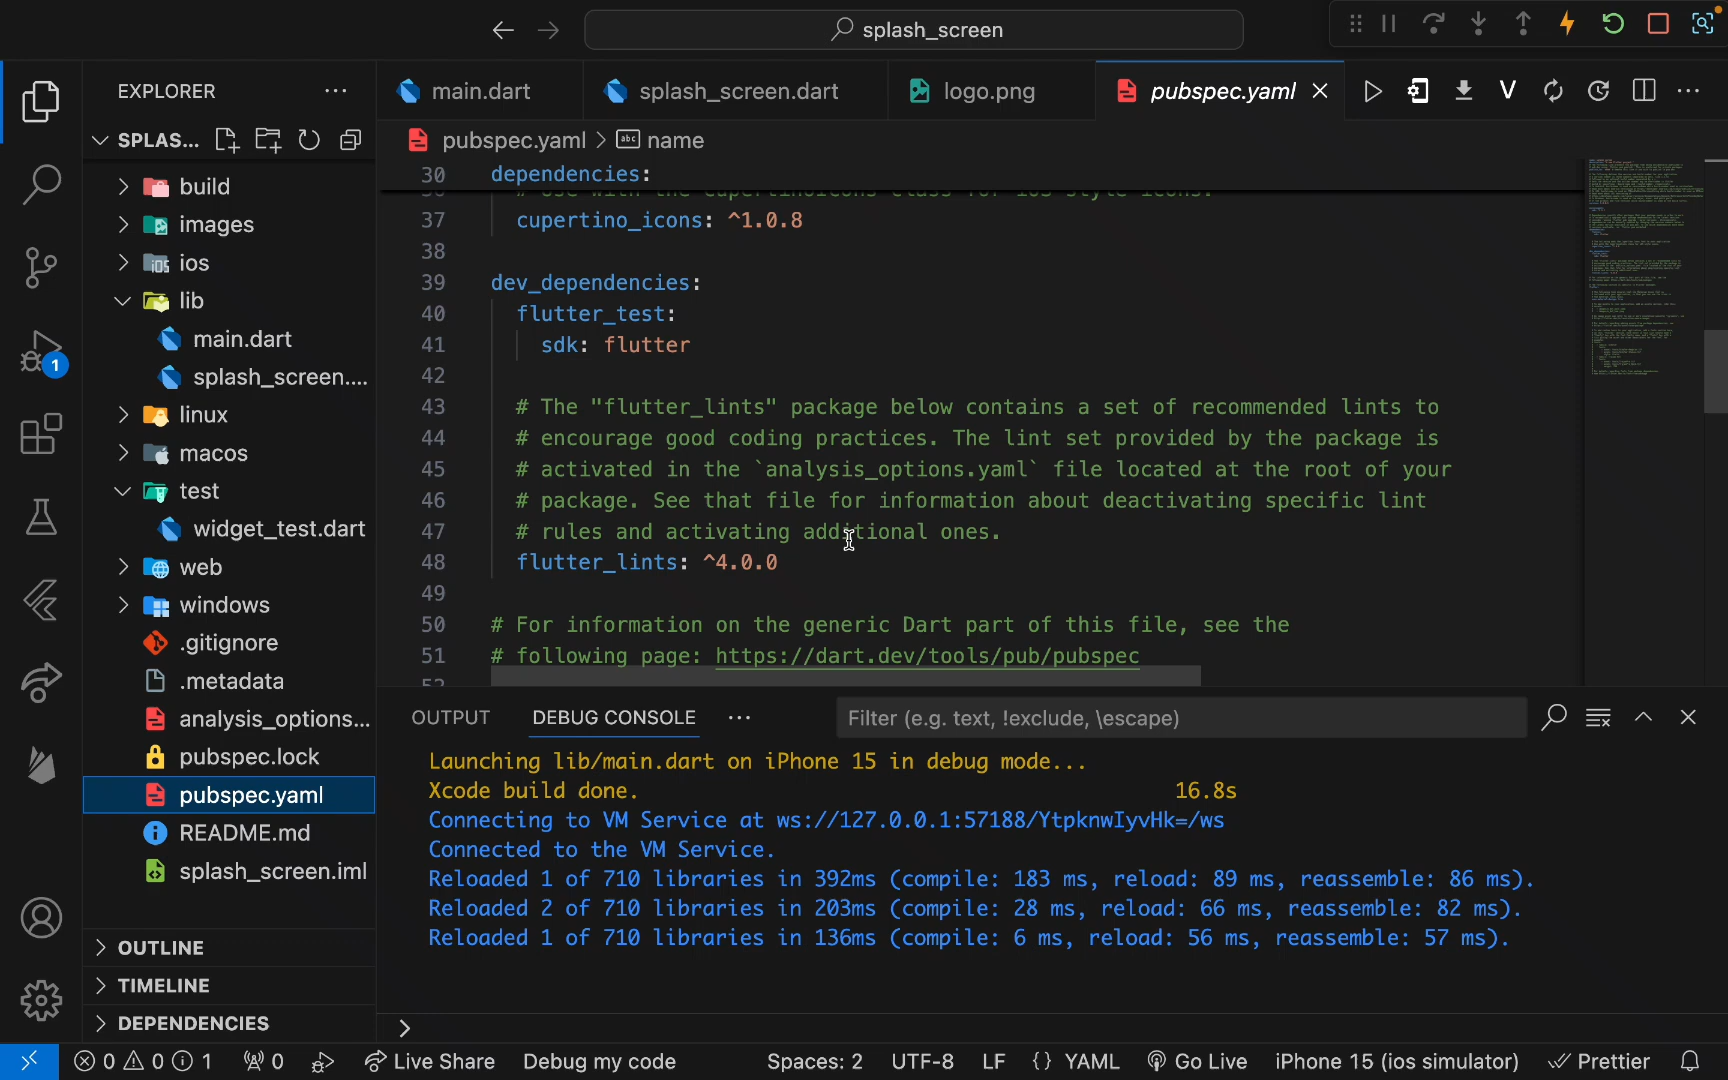 splash_screen
EXPLORER
main.dart
splash_screen.dart
logo.png
pubspec.yaml
SPLAS...
pubspec.yaml > name
build
images
ios
lib
main.dart
splash_screen....
linux
macos
test
widget_test.dart
web
windows
.gitignore
.metadata
analysis_options...
pubspec.lock
pubspec.yaml
README.md
splash_screen.iml
OUTLINE
TIMELINE
DEPENDENCIES
1
30 dependencies:
# Use with the CupertinoIcons class for iOS style icons.
37 cupertino_icons: ^1.0.8
38
39 dev_dependencies:
40 flutter_test:
41 sdk: flutter
42
43 # The "flutter_lints" package below contains a set of recommended lints to
44 # encourage good coding practices. The lint set provided by the package is
45 # activated in the `analysis_options.yaml` file located at the root of your
46 # package. See that file for information about deactivating specific lint
47 # rules and activating additional ones.
48 flutter_lints: ^4.0.0
49
50 # For information on the generic Dart part of this file, see the
51 # following page: https://dart.dev/tools/pub/pubspec
52
OUTPUT DEBUG CONSOLE
Filter (e.g. text, !exclude, \escape)
Launching lib/main.dart on iPhone 15 in debug mode...
Xcode build done. 16.8s
Connecting to VM Service at ws://127.0.0.1:57188/YtpknwIyvHk=/ws
Connected to the VM Service.
Reloaded 1 of 710 libraries in 392ms (compile: 183 ms, reload: 89 ms, reassemble: 86 ms).
Reloaded 2 of 710 libraries in 203ms (compile: 28 ms, reload: 66 ms, reassemble: 82 ms).
Reloaded 1 of 710 libraries in 136ms (compile: 6 ms, reload: 56 ms, reassemble: 57 ms).
0 0 1 0 Live Share Debug my code Spaces: 2 UTF-8 LF {} YAML Go Live iPhone 15 (ios simulator) Prettier